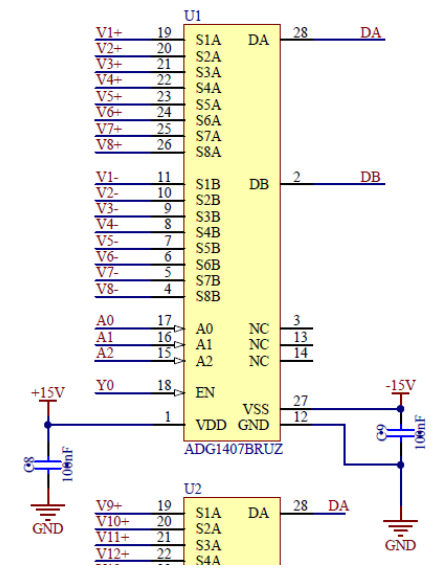 U1
V1+ 19 S1A DA 28 DA
V2+ 20 S2A
V3+ 21 S3A
V4+ 22 S4A
V5+ 23 S5A
V6+ 24 S6A
V7+ 25 S7A
V8+ 26 S8A
V1- 11 S1B DB 2 DB
V2- 10 S2B
V3- 9 S3B
V4- 8 S4B
V5- 7 S5B
V6- 6 S6B
V7- 5 S7B
V8- 4 S8B
A0 17 A0 NC 3
A1 16 A1 NC 13
A2 15 A2 NC 14
Y0 18 EN
+15V -15V
VSS 27
1 VDD GND 12
C8 100nF
C9 100nF
ADG1407BRUZ
GND
GND
U2
V9+ 19 S1A DA 28 DA
V10+ 20 S2A
V11+ 21 S3A
V12+ 22 S4A